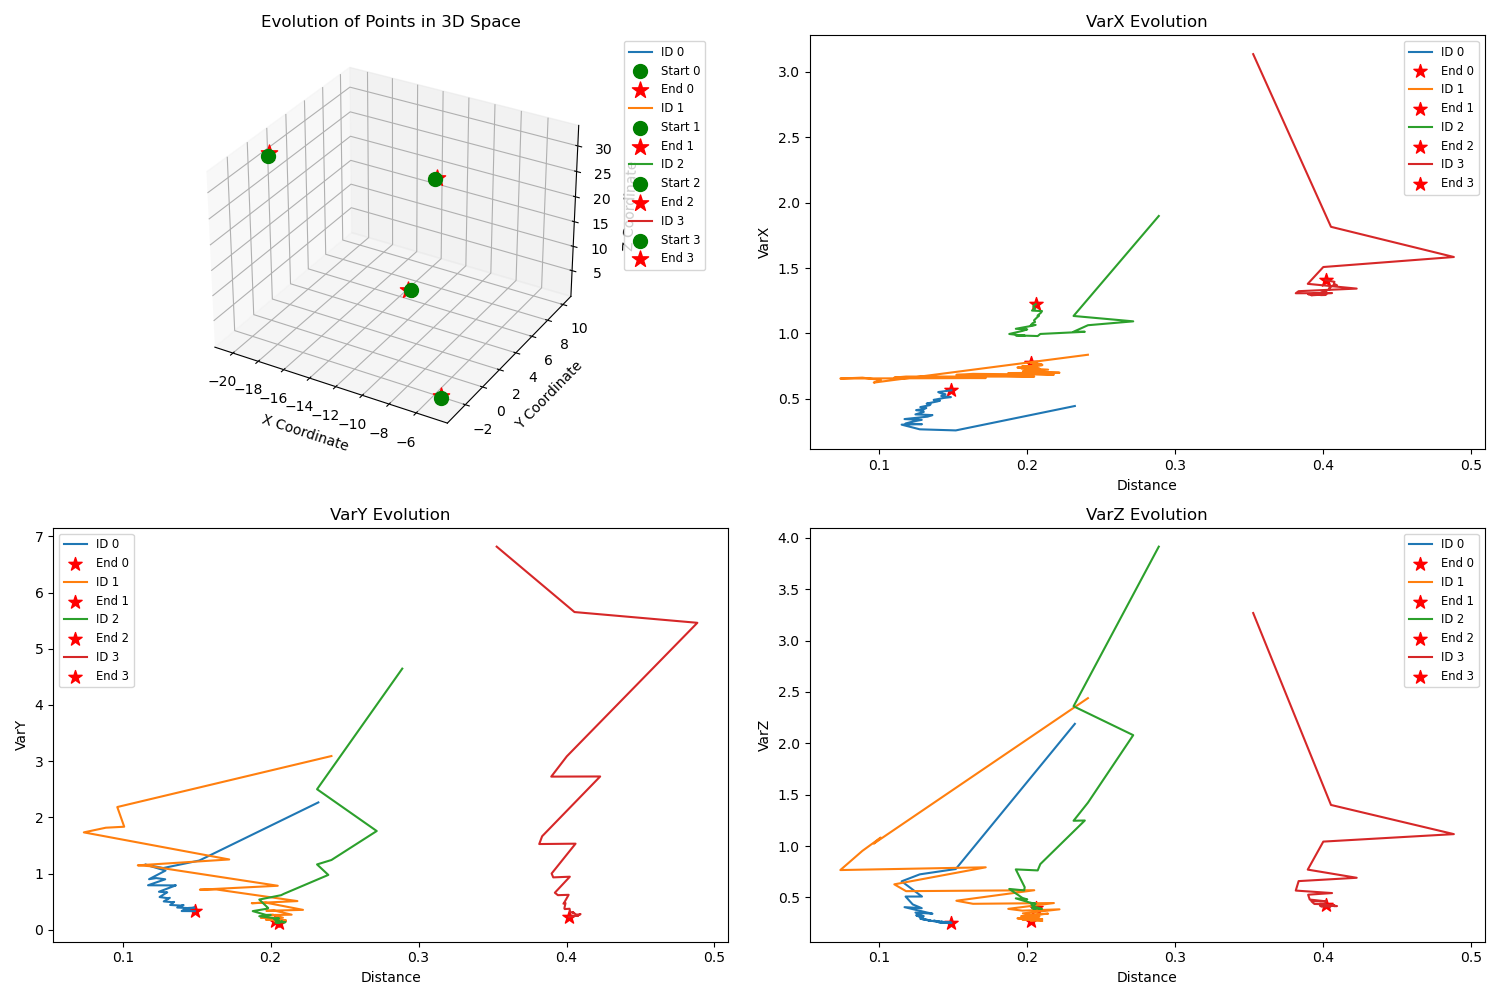 Evolution of Points in 3D Space
ID 0
Start 0
End 0
ID 1
Start 1
End 1
ID 2
Start 2
End 2
ID 3
Start 3
End 3
30
25
20
15
10
5
Z Coordinate
−20
−18
−16
−14
−12
−10
−8
−6
X Coordinate
−2
0
2
4
6
8
10
Y Coordinate
VarX Evolution
ID 0
End 0
ID 1
End 1
ID 2
End 2
ID 3
End 3
3.0
2.5
2.0
1.5
1.0
0.5
VarX
0.1 0.2 0.3 0.4 0.5
Distance
VarY Evolution
ID 0
End 0
ID 1
End 1
ID 2
End 2
ID 3
End 3
7
6
5
4
3
2
1
0
VarY
0.1 0.2 0.3 0.4 0.5
Distance
VarZ Evolution
ID 0
End 0
ID 1
End 1
ID 2
End 2
ID 3
End 3
4.0
3.5
3.0
2.5
2.0
1.5
1.0
0.5
VarZ
0.1 0.2 0.3 0.4 0.5
Distance